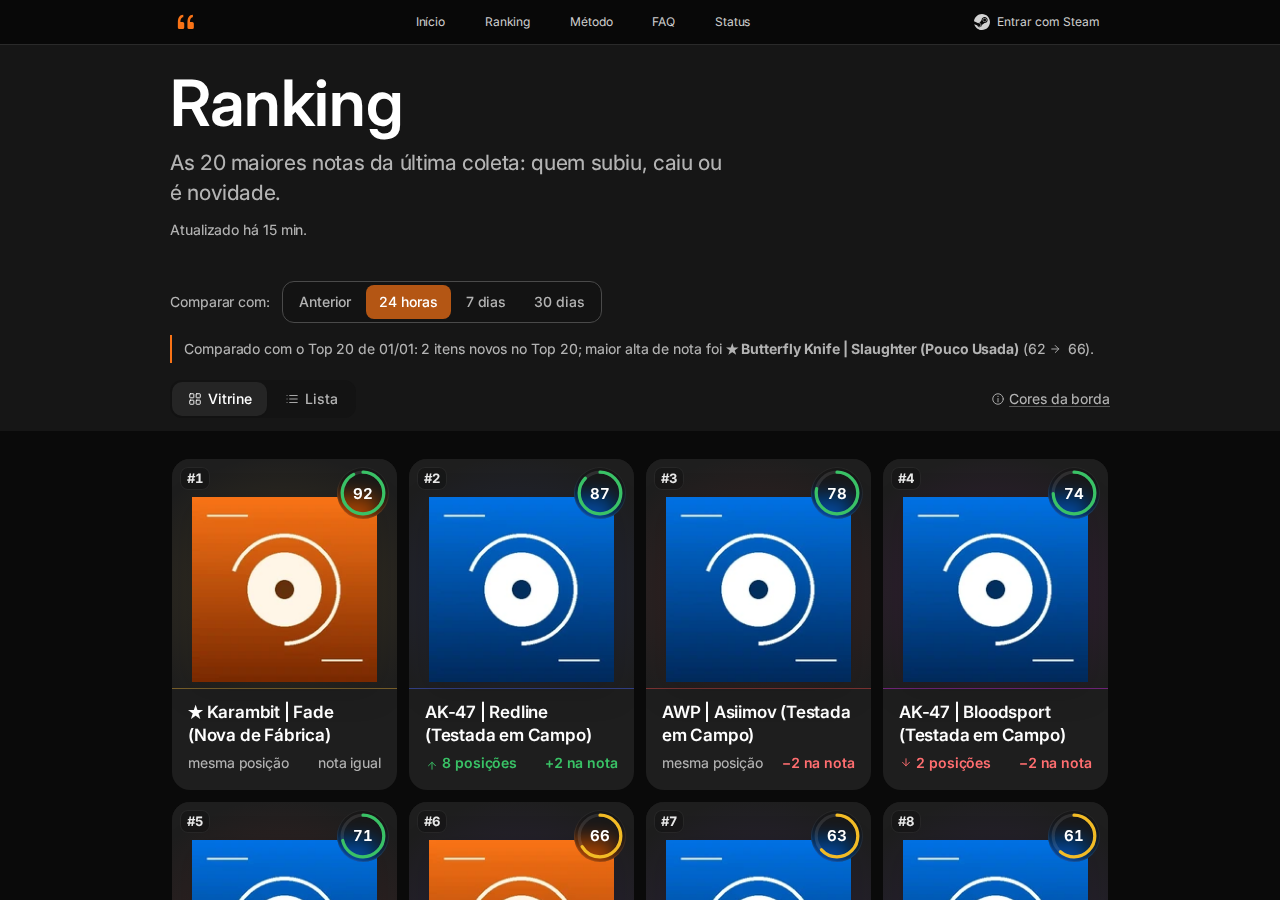 Início Ranking Método FAQ Status Entrar com Steam
Ranking
As 20 maiores notas da última coleta: quem subiu, caiu ou
é novidade.
Atualizado há 15 min.
Comparar com: Anterior 24 horas 7 dias 30 dias
Comparado com o Top 20 de 01/01: 2 itens novos no Top 20; maior alta de nota foi ★ Butterfly Knife | Slaughter (Pouco Usada) (62 → 66).
Vitrine Lista Cores da borda
#1 92 #2 87 #3 78 #4 74
★ Karambit | Fade
(Nova de Fábrica)
mesma posição nota igual
AK-47 | Redline
(Testada em Campo)
↑ 8 posições +2 na nota
AWP | Asiimov (Testada
em Campo)
mesma posição −2 na nota
AK-47 | Bloodsport
(Testada em Campo)
↓ 2 posições −2 na nota
#5 71 #6 66 #7 63 #8 61